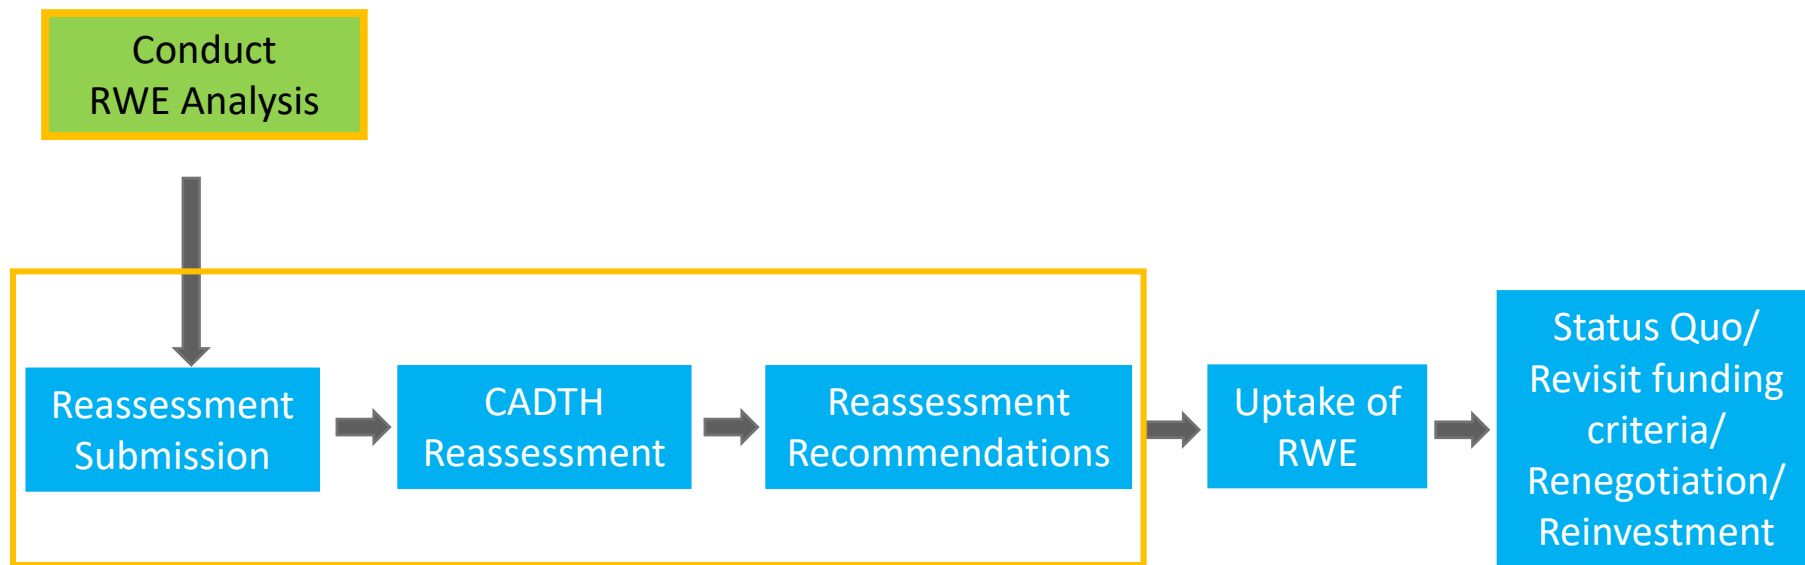 Conduct
RWE Analysis
Reassessment
Submission
CADTH
Reassessment
Reassessment
Recommendations
Uptake of
RWE
Status Quo/
Revisit funding
criteria/
Renegotiation/
Reinvestment